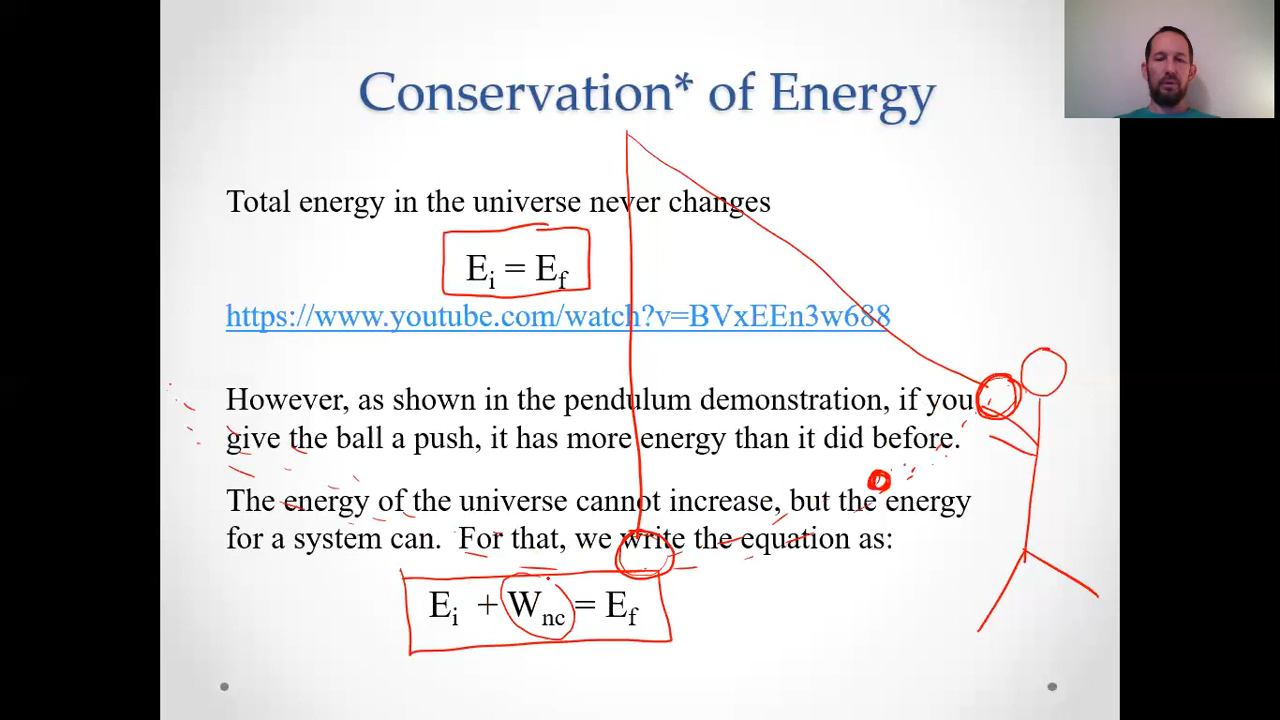 Conservation* of Energy
Total energy in the universe never changes
Ei = Ef
https://www.youtube.com/watch?v=BVxEEn3w688
However, as shown in the pendulum demonstration, if you
give the ball a push, it has more energy than it did before.
The energy of the universe cannot increase, but the energy
for a system can. For that, we write the equation as:
Ei + Wnc = Ef